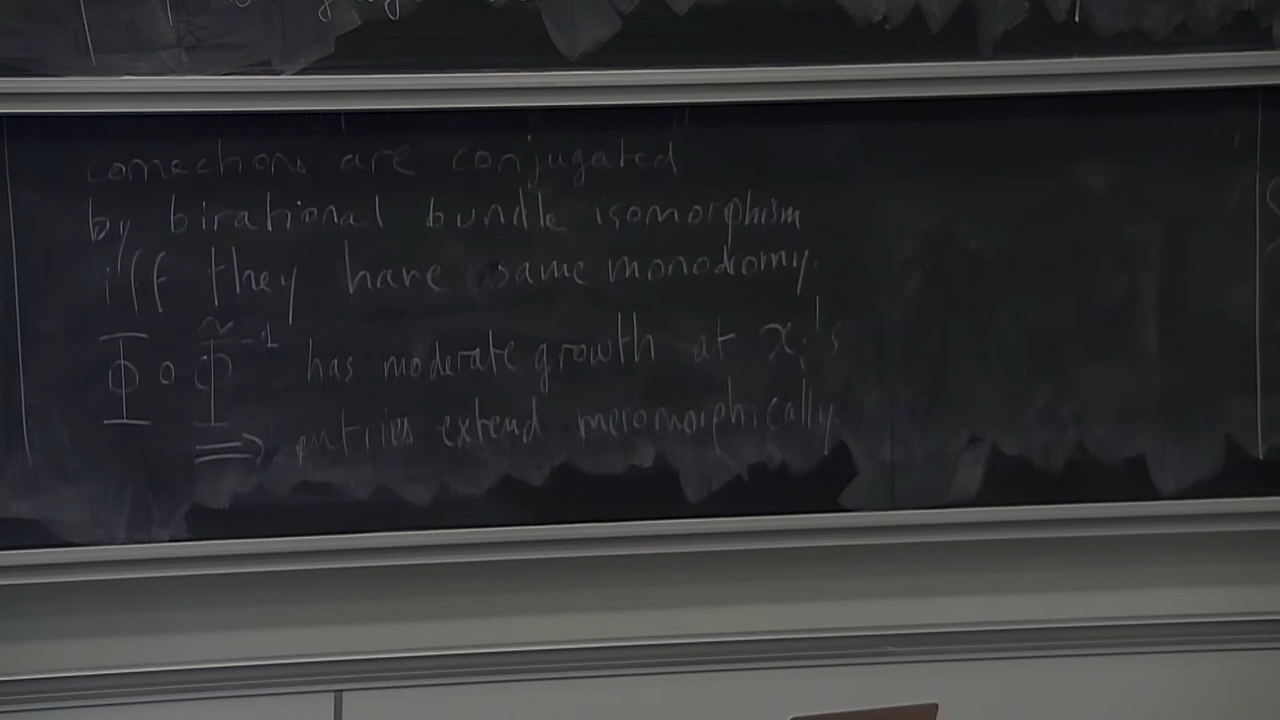 connections are conjugated
by birational bundle isomorphism
iff they have same monodromy.
Φ ∘ Φ̃⁻¹ has moderate growth at xᵢ's
⇒ entries extend meromorphically.